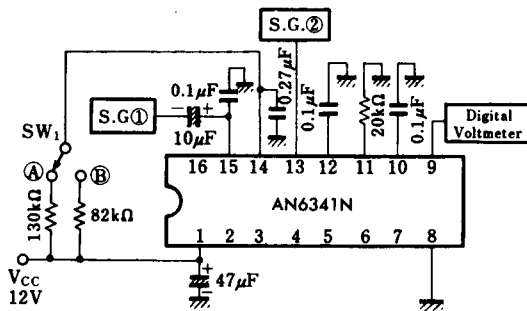 S.G.②
0.1μF
0.27μF
0.1μF
20kΩ
0.1μF
S.G①
10μF
Digital
Voltmeter
SW₁
Ⓐ
Ⓑ
130kΩ
82kΩ
16 15 14 13 12 11 10 9
AN6341N
1 2 3 4 5 6 7 8
VCC
12V
47μF